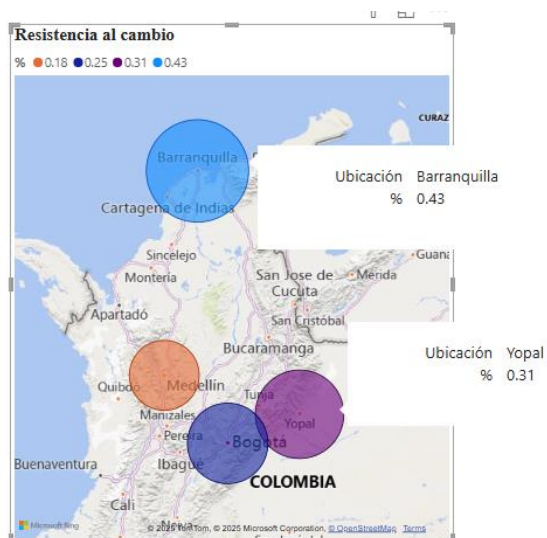 Resistencia al cambio
% 0.18 0.25 0.31 0.43
CURAZ
Barranquilla
Ubicación Barranquilla
% 0.43
Cartagena de Indias
Sincelejo
Montería
San Jose de Cucuta
Mérida
Guana
Apartadó
San Cristóbal
Bucaramanga
Ubicación Yopal
% 0.31
Quibdó
Medellín
Tunja
Manizales
Yopal
Pereira
Bogotá
Buenaventura
Ibagué
COLOMBIA
Cali
Neiva
Microsoft Bing
© 2025 TomTom, © 2025 Microsoft Corporation, © OpenStreetMap Terms